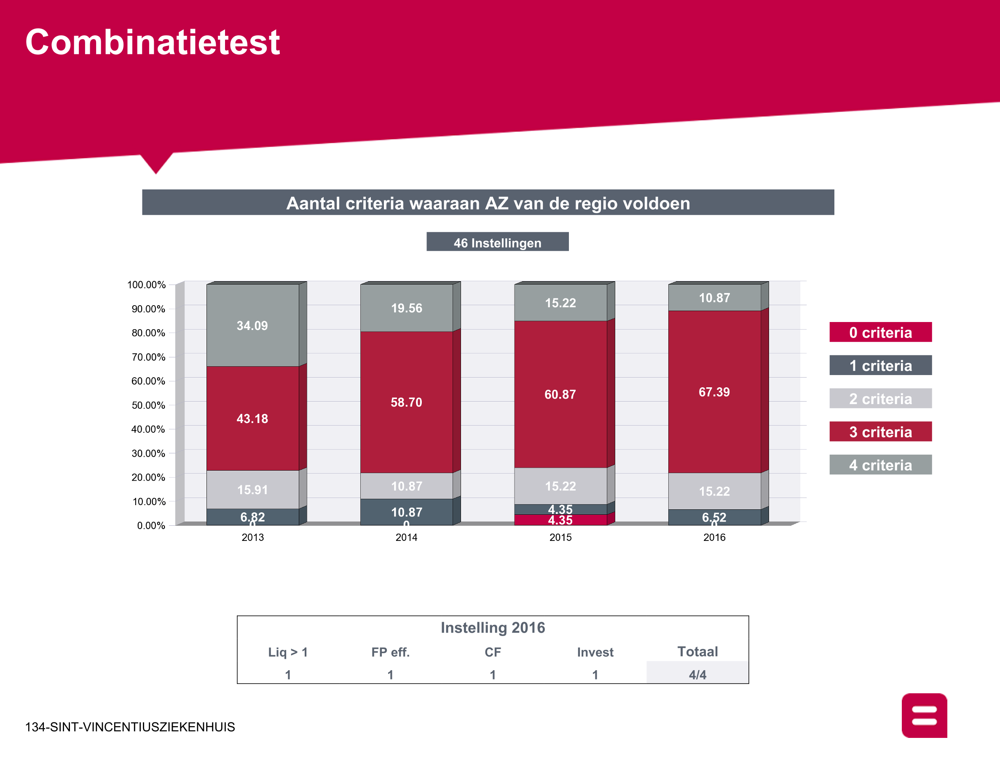 Combinatietest
Aantal criteria waaraan AZ van de regio voldoen
46 Instellingen
100.00%
90.00%
80.00%
70.00%
60.00%
50.00%
40.00%
30.00%
20.00%
10.00%
0.00%
34.09
43.18
15.91
6.82
0
19.56
58.70
10.87
10.87
0
15.22
60.87
15.22
4.35
4.35
10.87
67.39
15.22
6.52
0
2013 2014 2015 2016
0 criteria
1 criteria
2 criteria
3 criteria
4 criteria
Instelling 2016
Liq > 1 FP eff. CF Invest Totaal
1 1 1 1 4/4
134-SINT-VINCENTIUSZIEKENHUIS